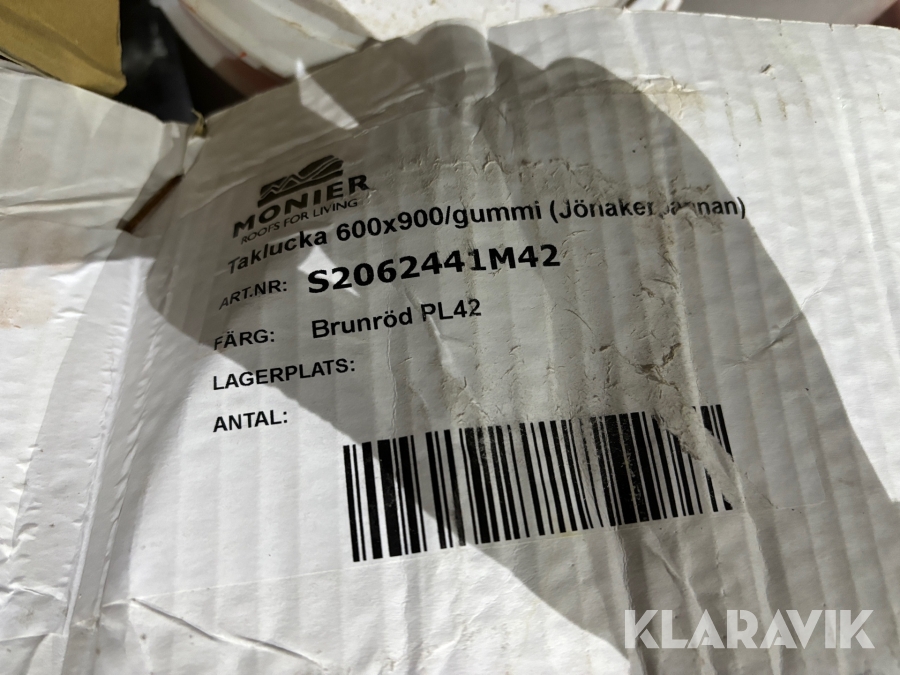 MONIER
ROOFS FOR LIVING
Taklucka 600x900/gummi
ART.NR: S2062441M42
FÄRG: Brunröd PL42
LAGERPLATS:
ANTAL:
KLARAVIK